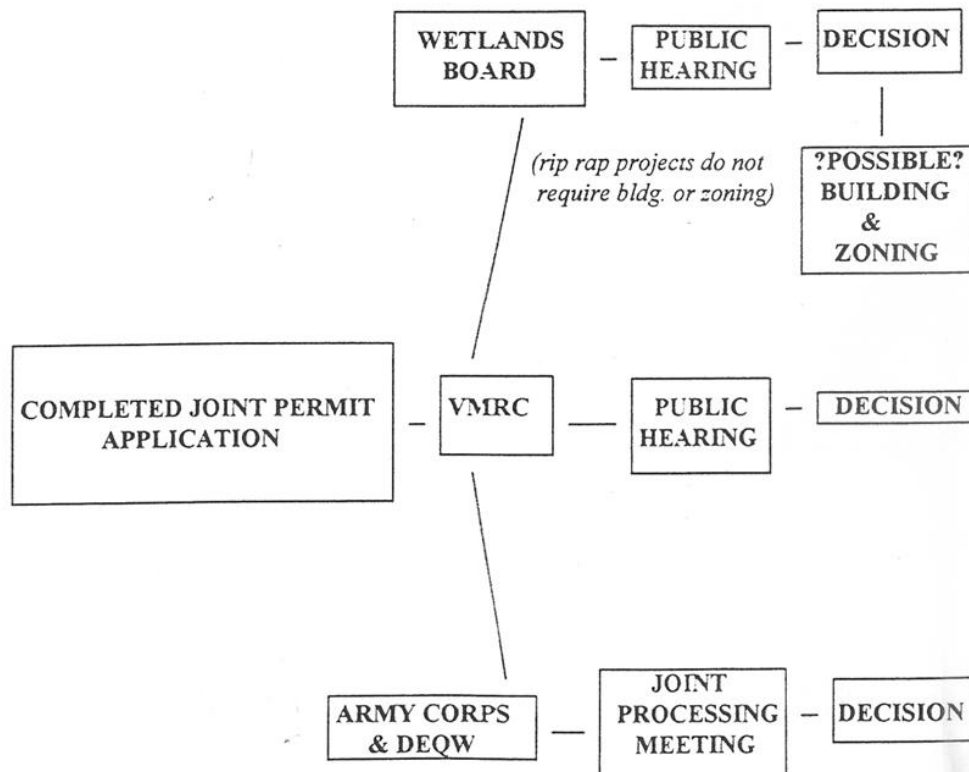 WETLANDS
BOARD
PUBLIC
HEARING
DECISION
(rip rap projects do not
require bldg. or zoning)
?POSSIBLE?
BUILDING
&
ZONING
COMPLETED JOINT PERMIT
APPLICATION
VMRC
PUBLIC
HEARING
DECISION
ARMY CORPS
& DEQW
JOINT
PROCESSING
MEETING
DECISION